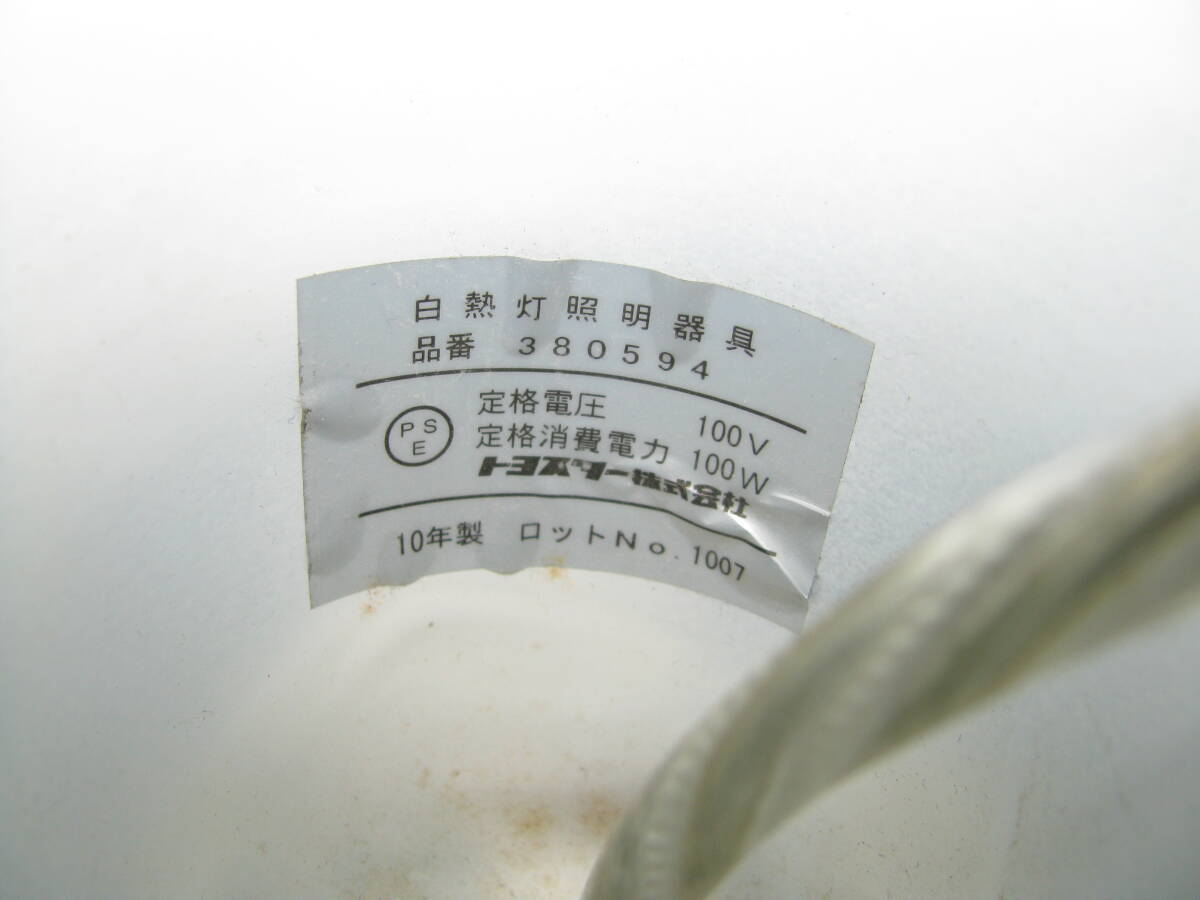 白熱灯照明器具
品番 380594
PSE
定格電圧 100V
定格消費電力 100W
トヨスター株式会社
10年製 ロットNo.1007